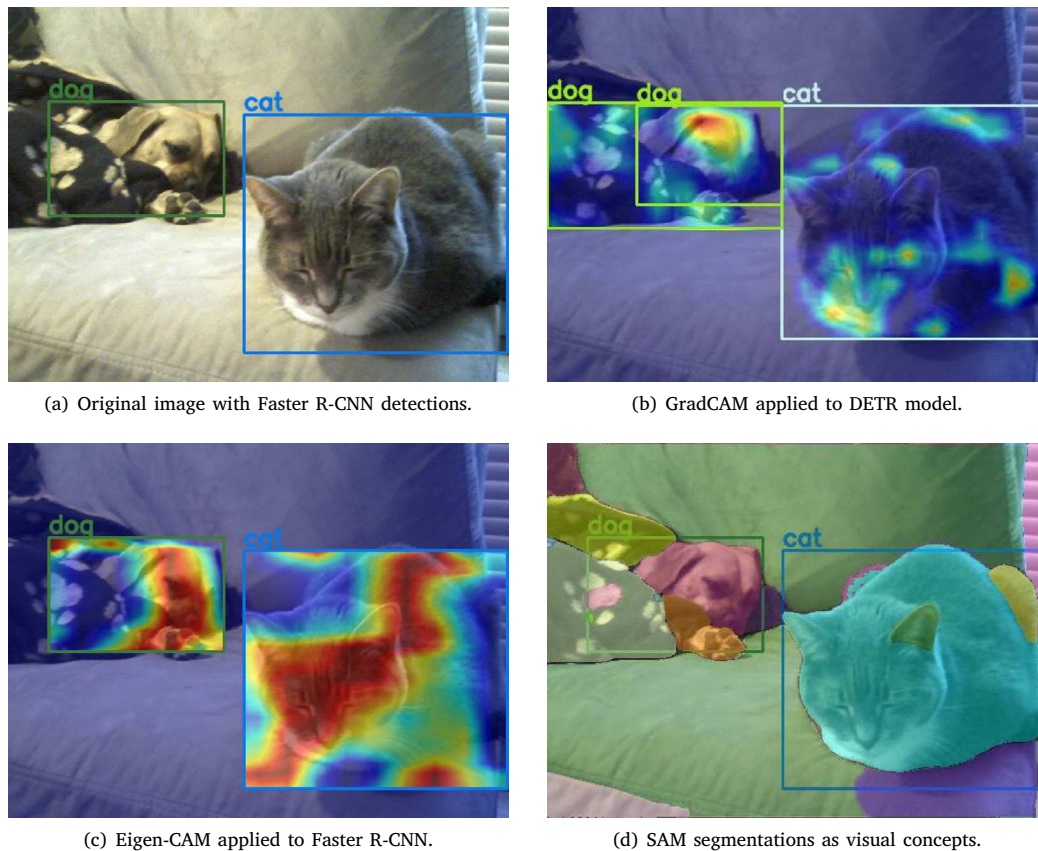 dog
cat
(a) Original image with Faster R-CNN detections.
dog
dog
cat
(b) GradCAM applied to DETR model.
dog
cat
(c) Eigen-CAM applied to Faster R-CNN.
dog
cat
(d) SAM segmentations as visual concepts.